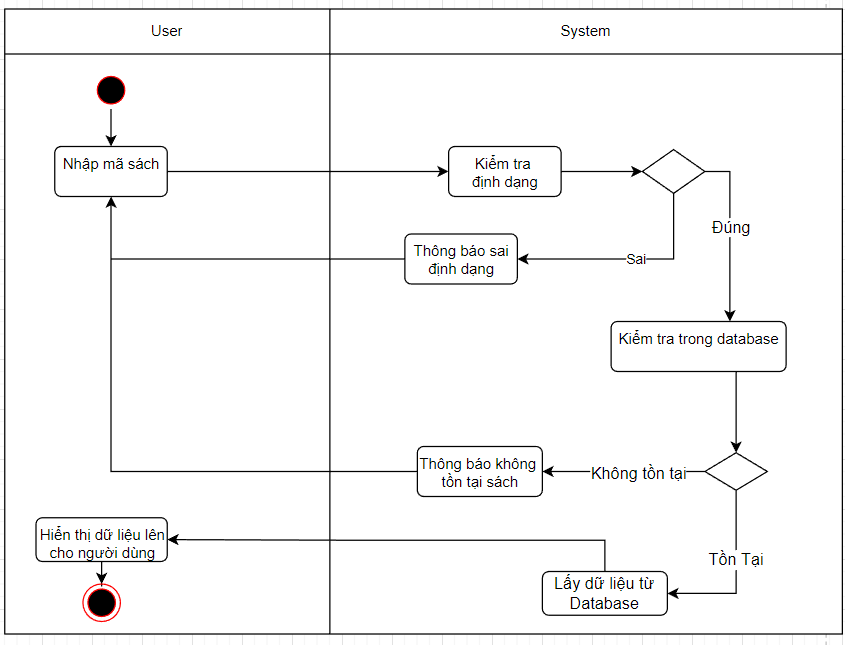 User
System
Nhập mã sách
Kiểm tra
định dạng
Đúng
Thông báo sai
định dạng
Sai
Kiểm tra trong database
Thông báo không
tồn tại sách
Không tồn tại
Hiển thị dữ liệu lên
cho người dùng
Tồn Tại
Lấy dữ liệu từ
Database